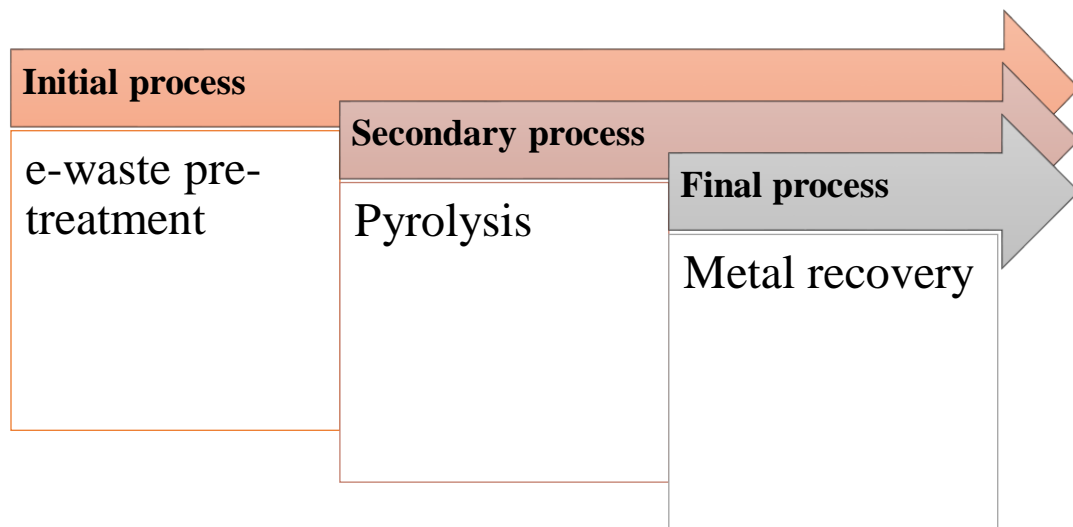 Initial process
e-waste pre-
treatment
Secondary process
Pyrolysis
Final process
Metal recovery